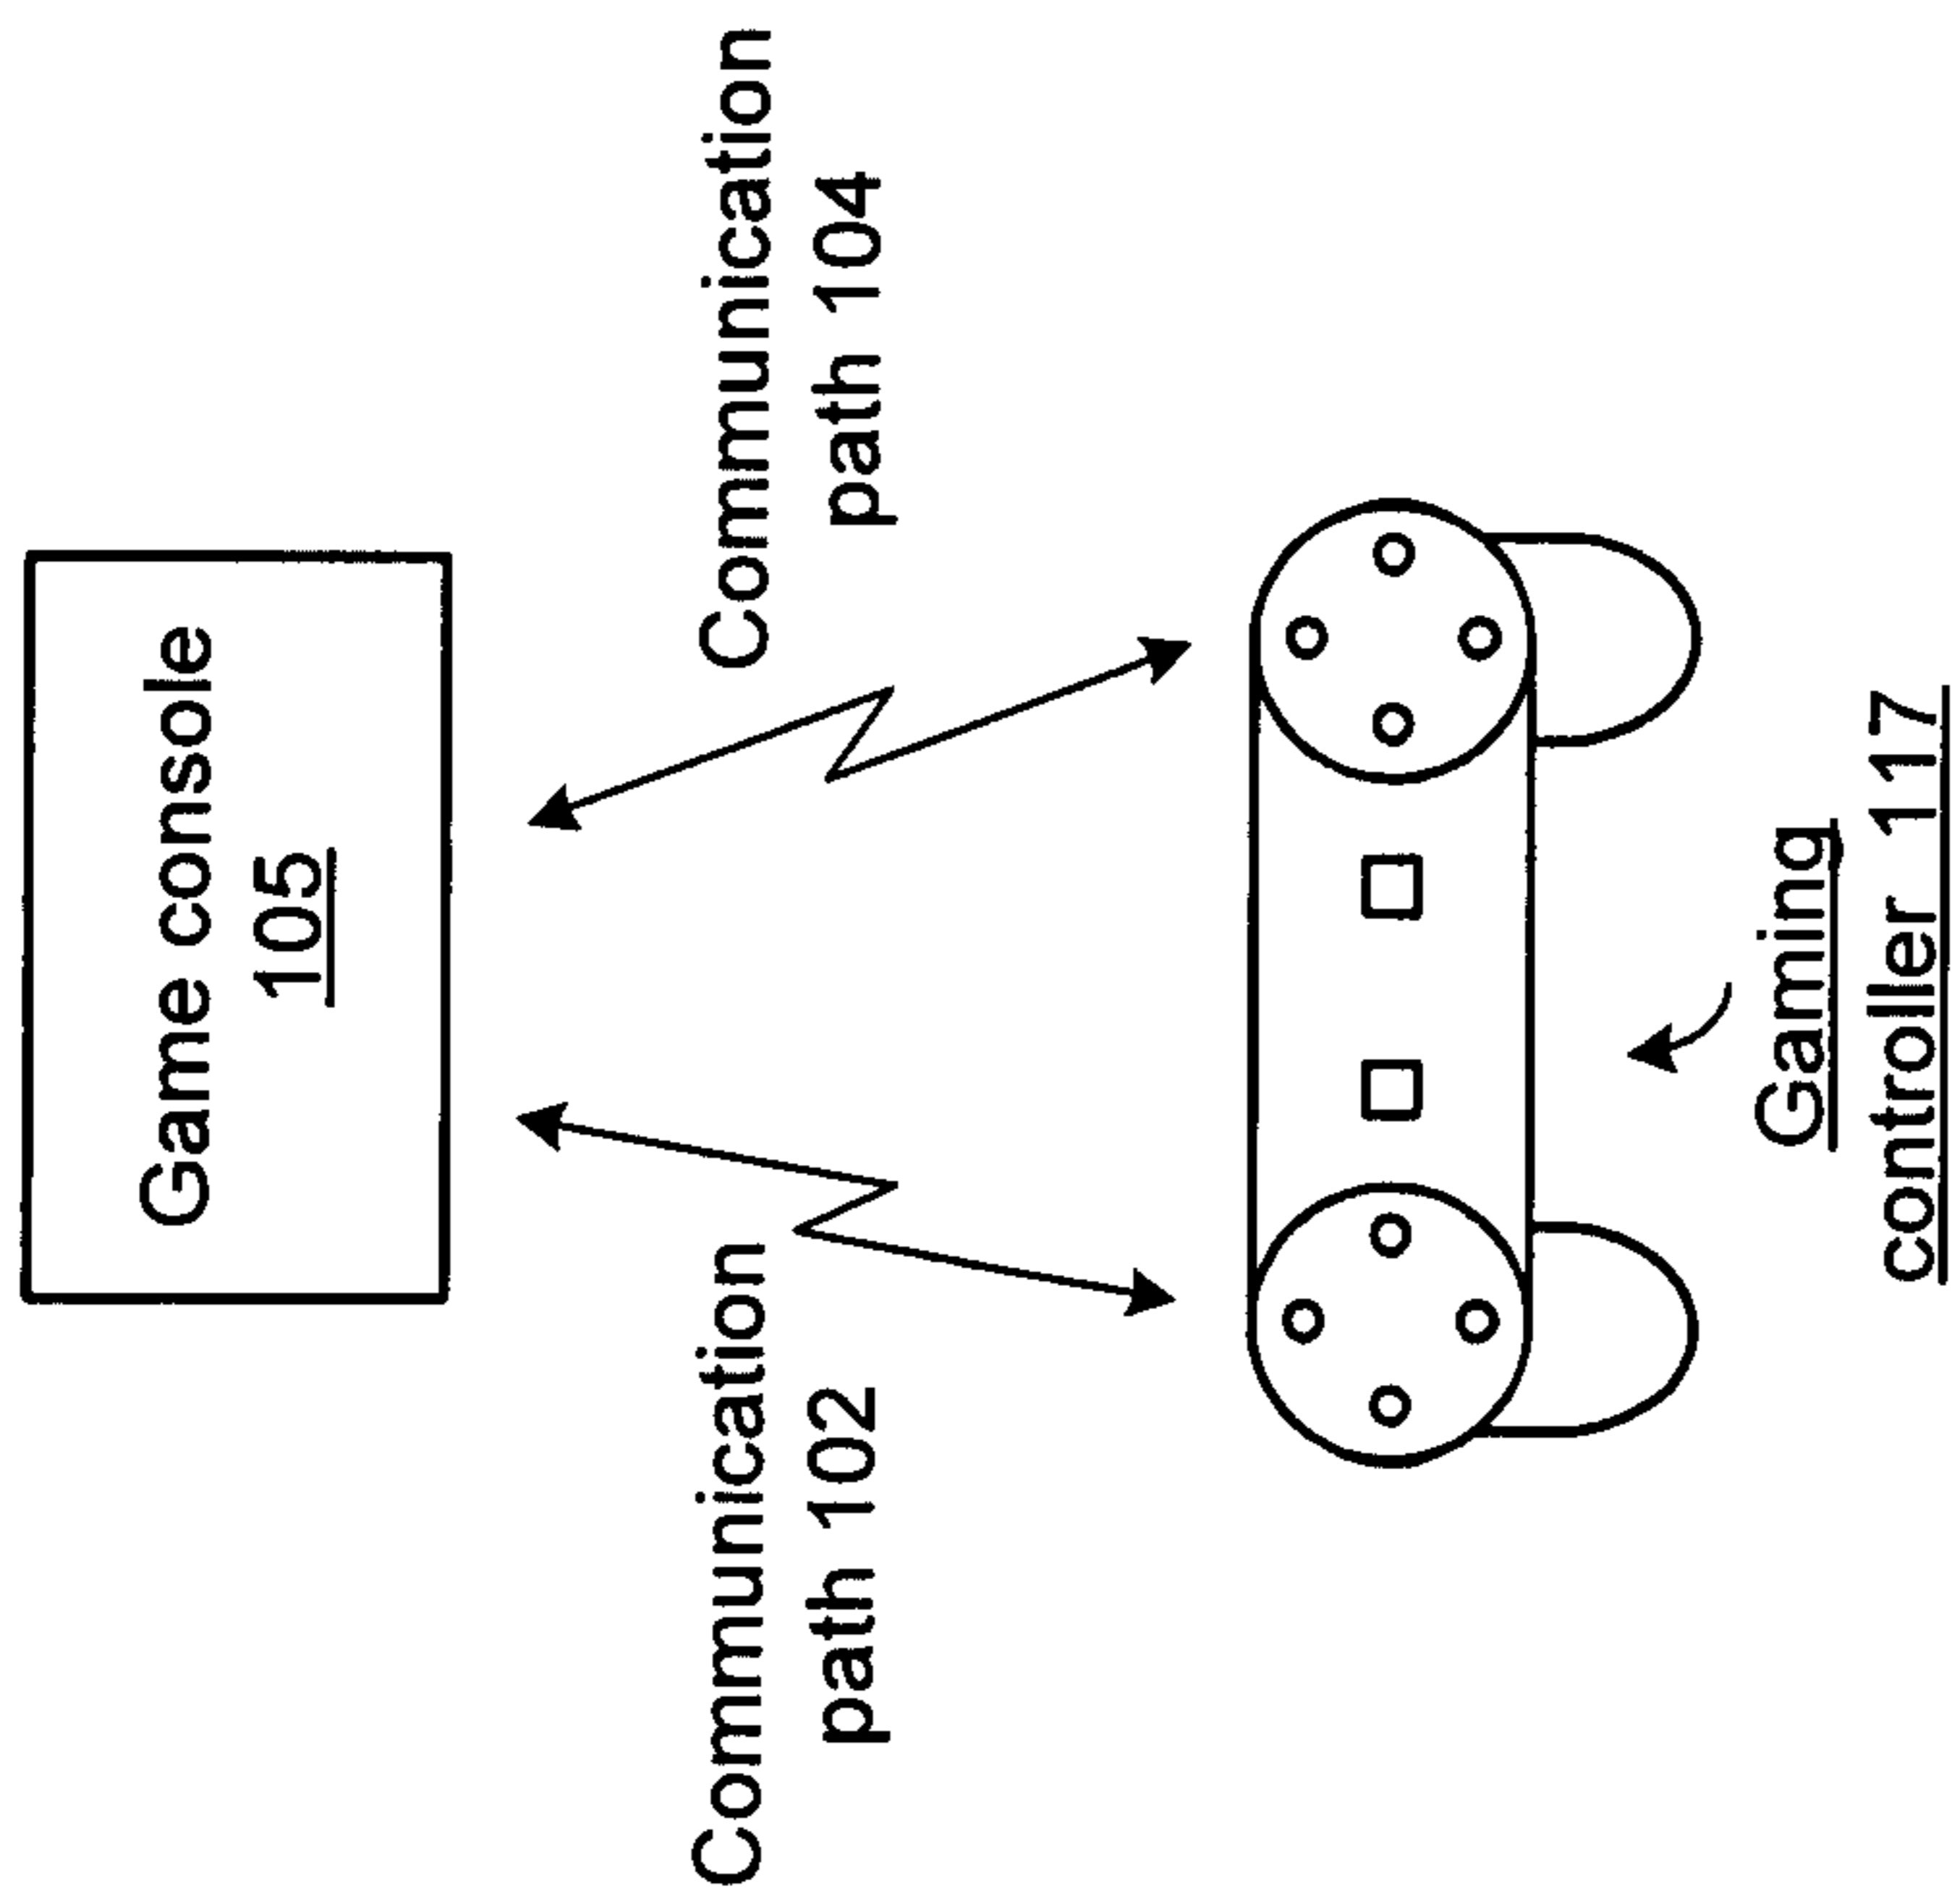 Game console
105
Communication
path 102
Communication
path 104
Gaming
controller 117